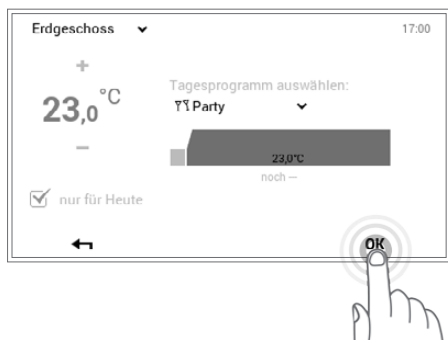 Erdgeschoss 17:00
+
23,0 °C
−
Tagesprogramm auswählen:
Party
23,0°C
noch --
nur für Heute
OK